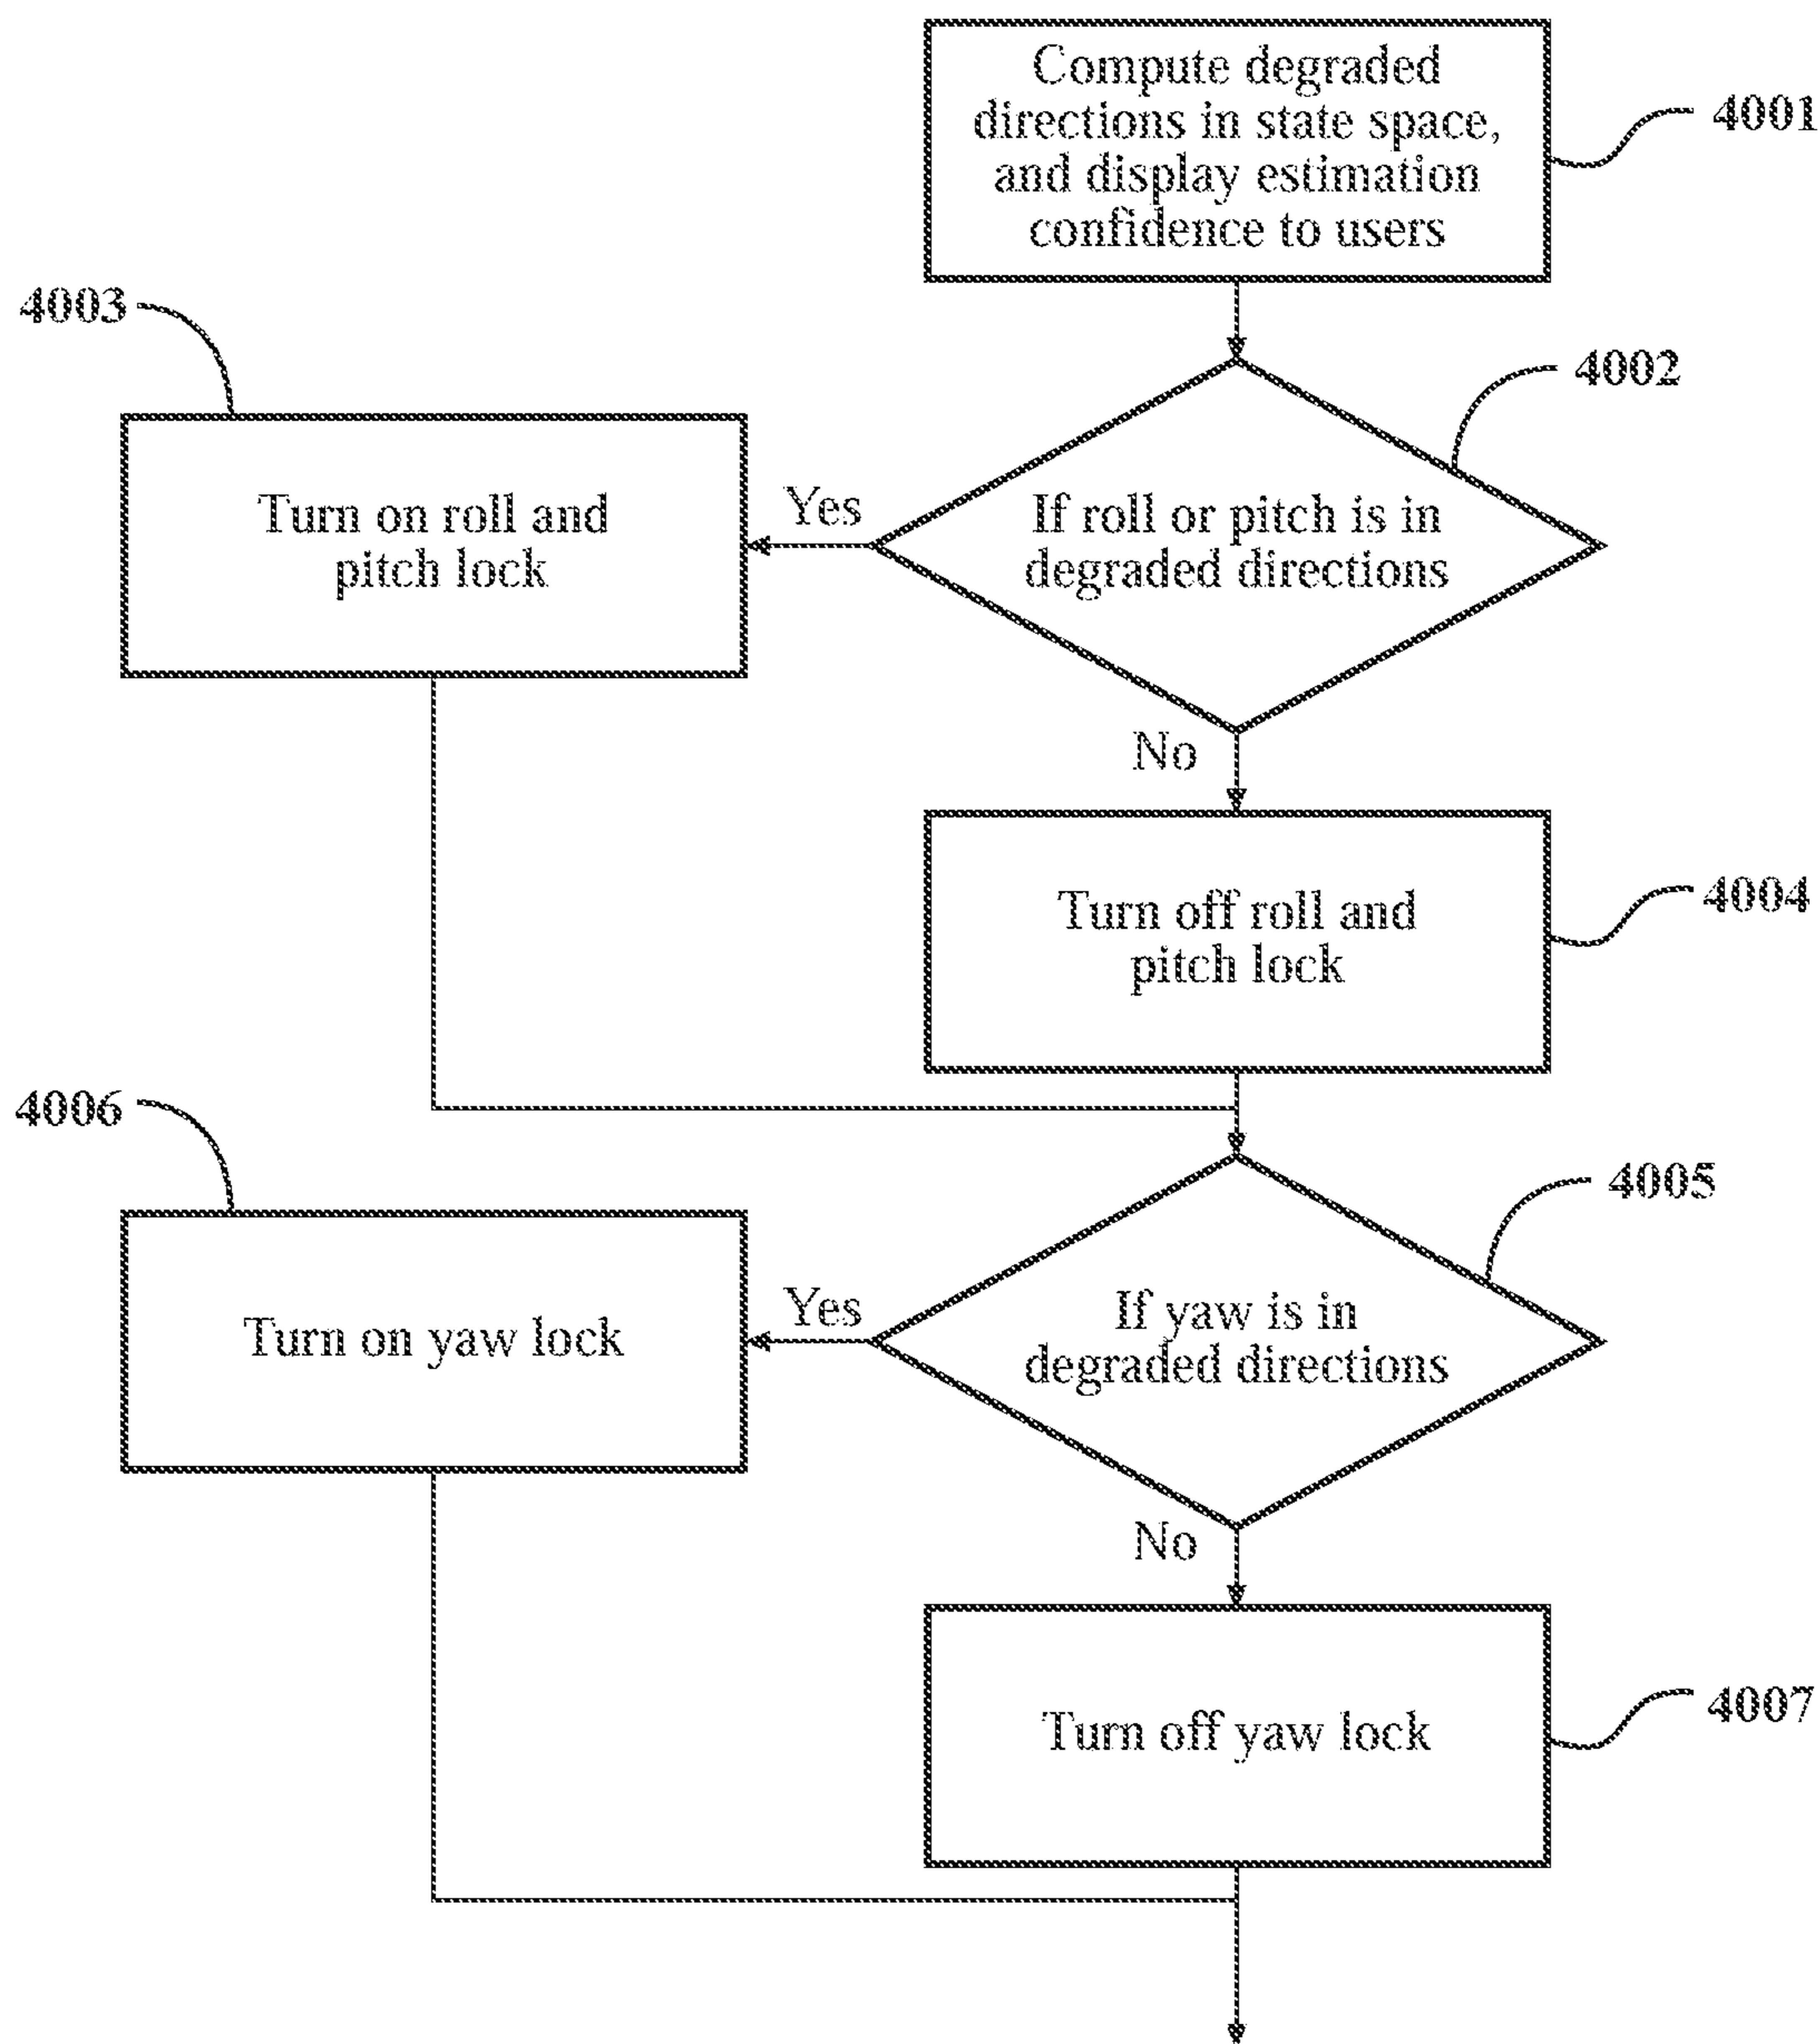 Compute degraded
directions in state space,
and display estimation
confidence to users
4001
4003
4002
Turn on roll and
pitch lock
Yes
If roll or pitch is in
degraded directions
No
Turn off roll and
pitch lock
4004
4006
4005
Turn on yaw lock
Yes
If yaw is in
degraded directions
No
Turn off yaw lock
4007